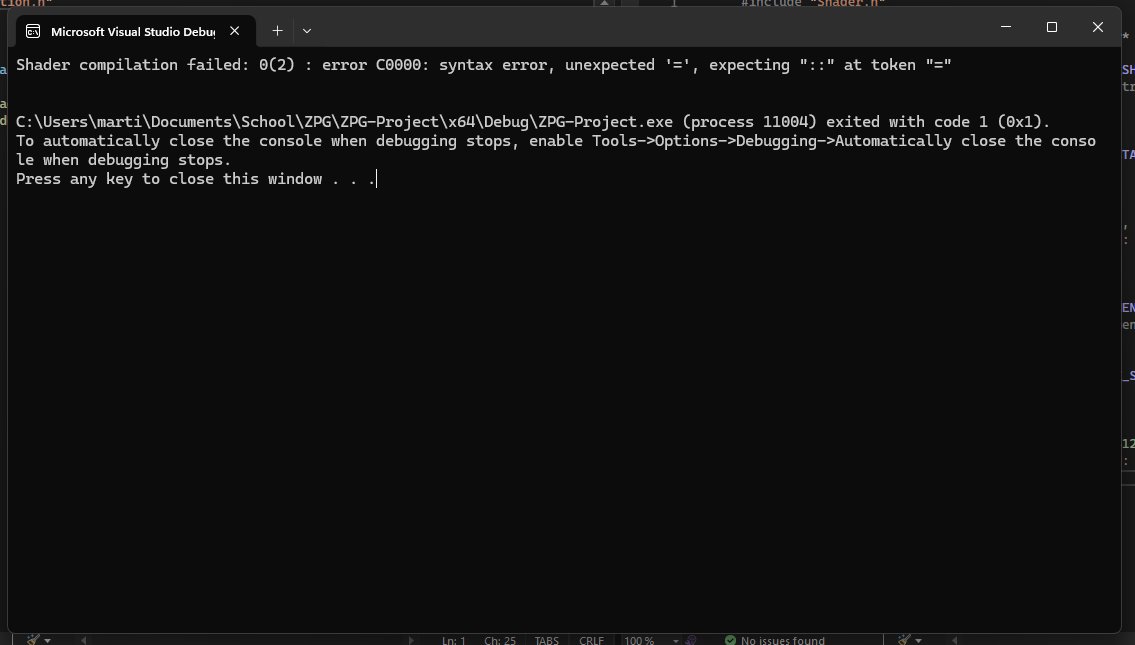 tion.h"
1 #include "Shader.h"
Microsoft Visual Studio Debu
Shader compilation failed: 0(2) : error C0000: syntax error, unexpected '=', expecting "::" at token "="
C:\Users\marti\Documents\School\ZPG\ZPG-Project\x64\Debug\ZPG-Project.exe (process 11004) exited with code 1 (0x1).
To automatically close the console when debugging stops, enable Tools->Options->Debugging->Automatically close the conso
le when debugging stops.
Press any key to close this window . . .
Ln: 1 Ch: 25 TABS CRLF 100 % No issues found